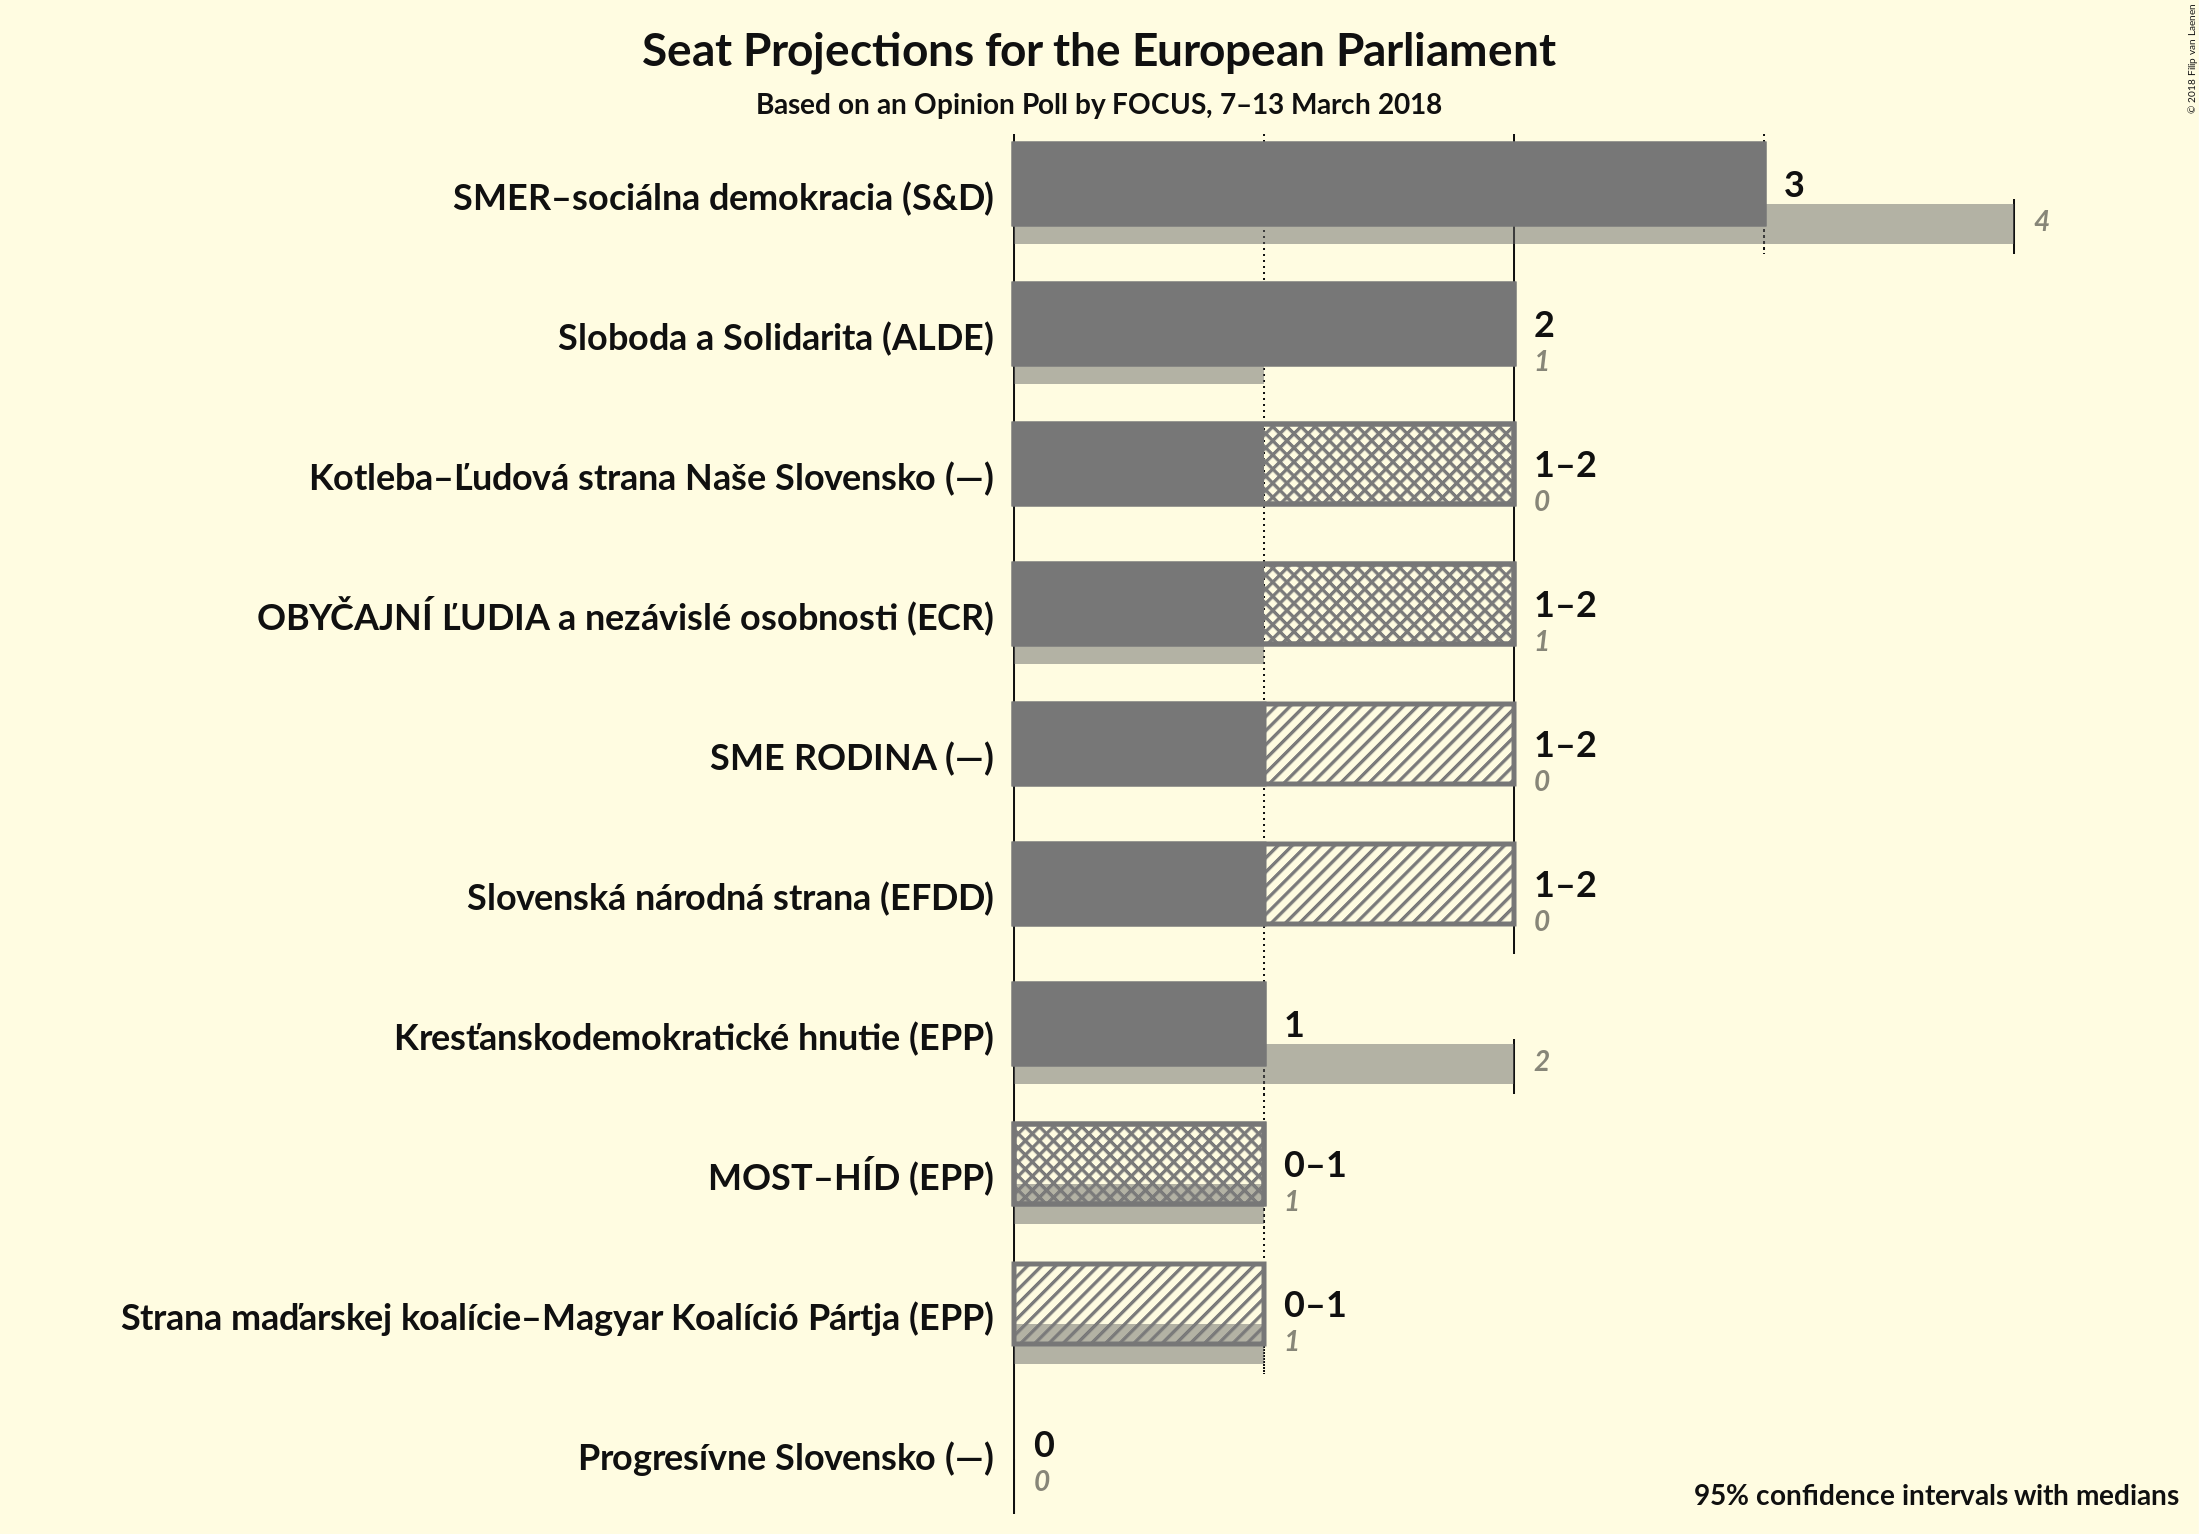 Seat Projections for the European Parliament
Based on an Opinion Poll by FOCUS, 7–13 March 2018
© 2018 Filip van Laenen
SMER–sociálna demokracia (S&D)
3
4
Sloboda a Solidarita (ALDE)
2
1
Kotleba–Ľudová strana Naše Slovensko (—)
1–2
0
OBYČAJNÍ ĽUDIA a nezávislé osobnosti (ECR)
1–2
1
SME RODINA (—)
1–2
0
Slovenská národná strana (EFDD)
1–2
0
Kresťanskodemokratické hnutie (EPP)
1
2
MOST–HÍD (EPP)
0–1
1
Strana maďarskej koalície–Magyar Koalíció Pártja (EPP)
0–1
1
Progresívne Slovensko (—)
0
0
95% confidence intervals with medians